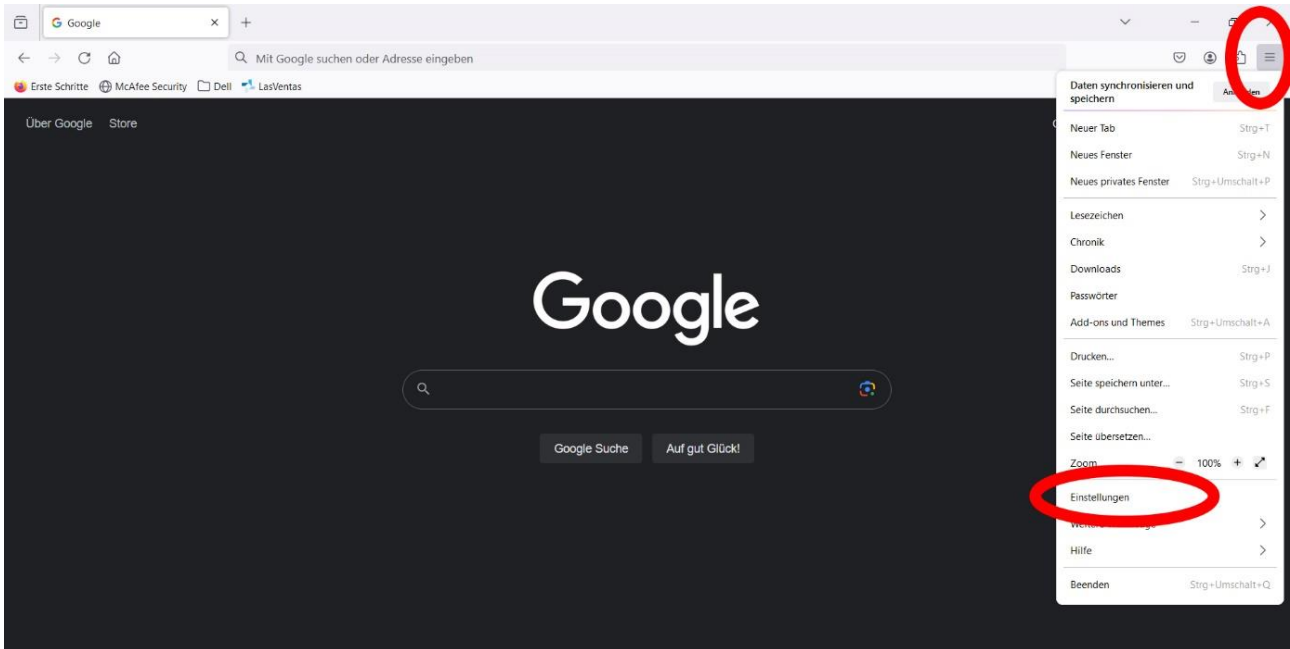 Google
Mit Google suchen oder Adresse eingeben
Erste Schritte McAfee Security Dell LasVentas
Über Google Store
Daten synchronisieren und
speichern
Neuer Tab Strg+T
Neues Fenster Strg+N
Neues privates Fenster Strg+Umschalt+P
Lesezeichen
Chronik
Downloads Strg+J
Passwörter
Add-ons und Themes Strg+Umschalt+A
Google
Drucken... Strg+P
Seite speichern unter... Strg+S
Seite durchsuchen... Strg+F
Seite übersetzen...
Google Suche Auf gut Glück!
Zoom 100%
Einstellungen
Hilfe
Beenden Strg+Umschalt+Q